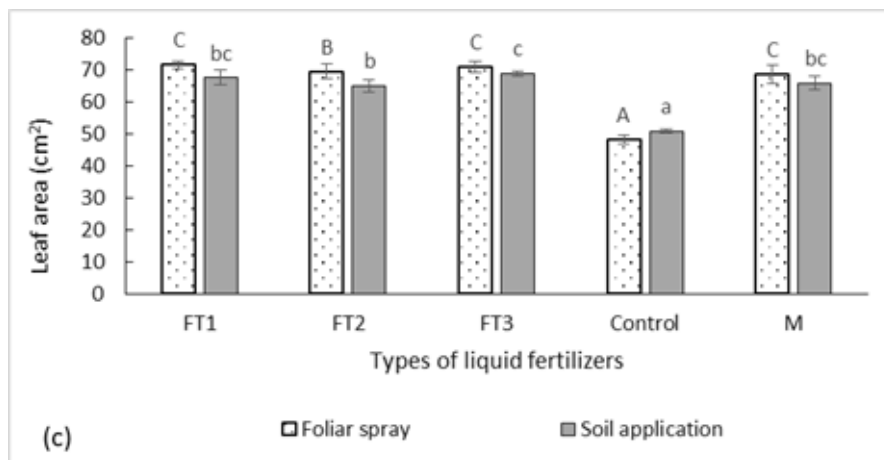 80
70
60
50
40
30
20
10
0
Leaf area (cm²)
C bc B b C c A a C bc
FT1 FT2 FT3 Control M
Types of liquid fertilizers
(c) Foliar spray Soil application